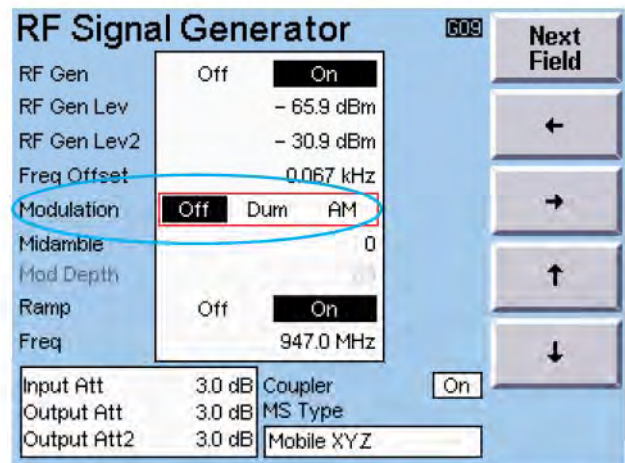 RF Signal Generator G09
RF Gen Off On
RF Gen Lev - 65.9 dBm
RF Gen Lev2 - 30.9 dBm
Freq Offset 0.067 kHz
Modulation Off Dum AM
Midamble 0
Mod Depth
Ramp Off On
Freq 947.0 MHz
Input Att 3.0 dB
Output Att 3.0 dB
Output Att2 3.0 dB
Coupler On
MS Type
Mobile XYZ
Next
Field
←
→
↑
↓